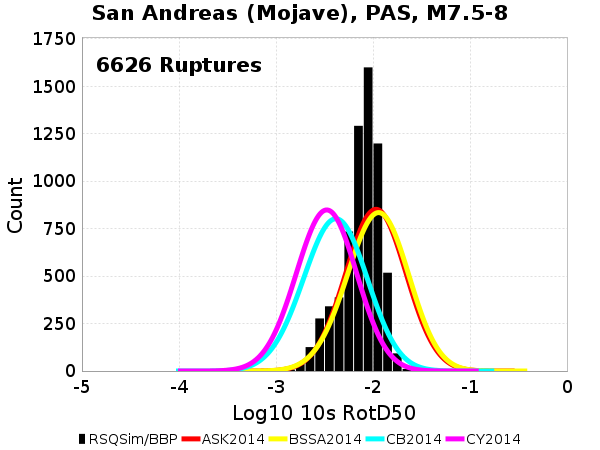 San Andreas (Mojave), PAS, M7.5-8
6626 Ruptures
1750
1500
1250
1000
750
500
250
0
Count
-5 -4 -3 -2 -1 0
Log10 10s RotD50
RSQSim/BBP ASK2014 BSSA2014 CB2014 CY2014